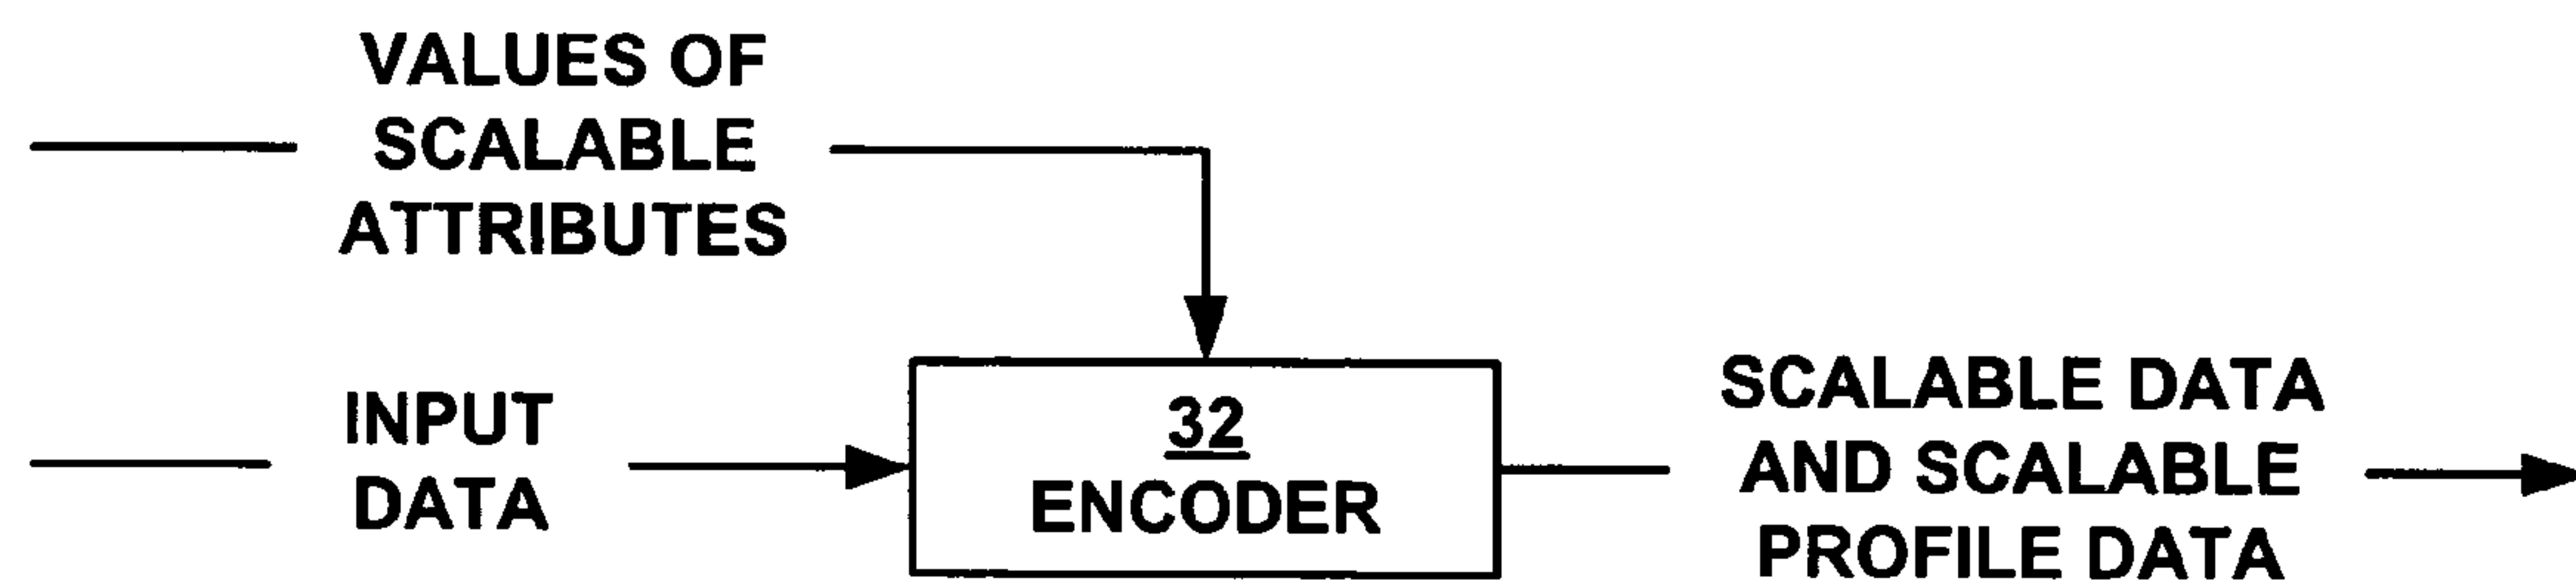 VALUES OF
SCALABLE
ATTRIBUTES
INPUT
DATA
32
ENCODER
SCALABLE DATA
AND SCALABLE
PROFILE DATA